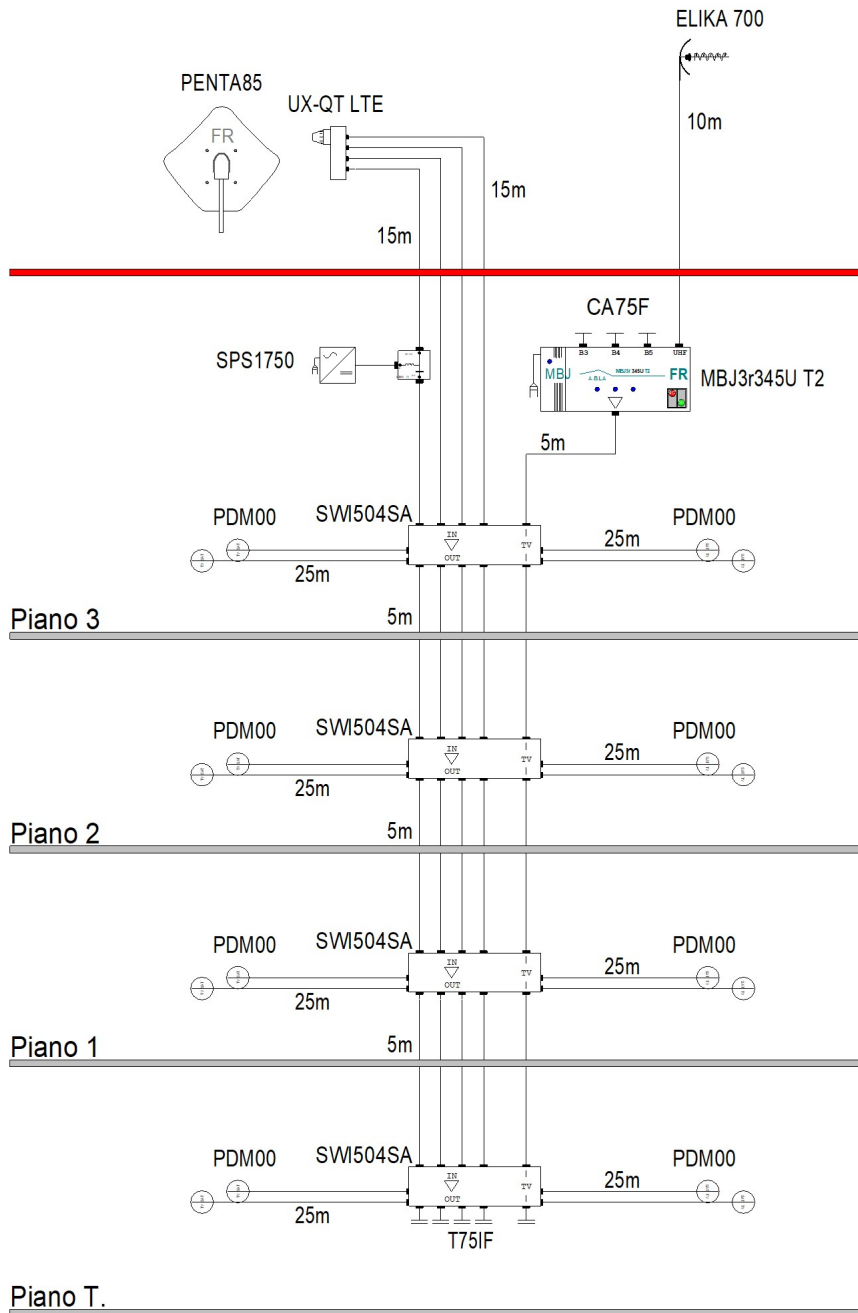 ELIKA 700
PENTA85
UX-QT LTE
FR
10m
15m
15m
CA75F
SPS1750
B3 B4 B5 UHF
MBJ MBJ3r345U T2 FR
MBJ3r345U T2
5m
PDM00 SWI504SA PDM00
IN
OUT TV
25m
25m
Piano 3
5m
PDM00 SWI504SA PDM00
IN
OUT TV
25m
25m
Piano 2
5m
PDM00 SWI504SA PDM00
IN
OUT TV
25m
25m
Piano 1
5m
PDM00 SWI504SA PDM00
IN
OUT TV
25m
25m
T75IF
Piano T.